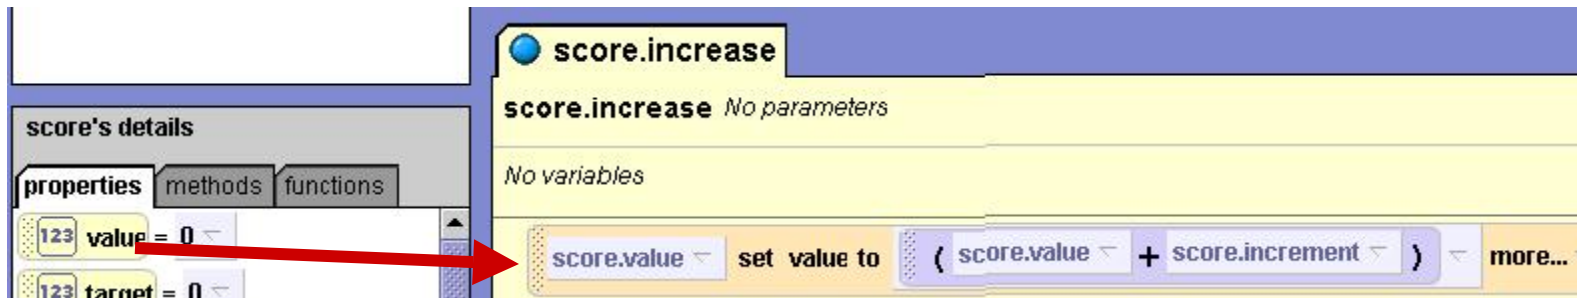 score.increase
score.increase No parameters
No variables
score.value set value to ( score.value + score.increment ) more...
score's details
properties methods functions
123 value = 0
123 target = 0